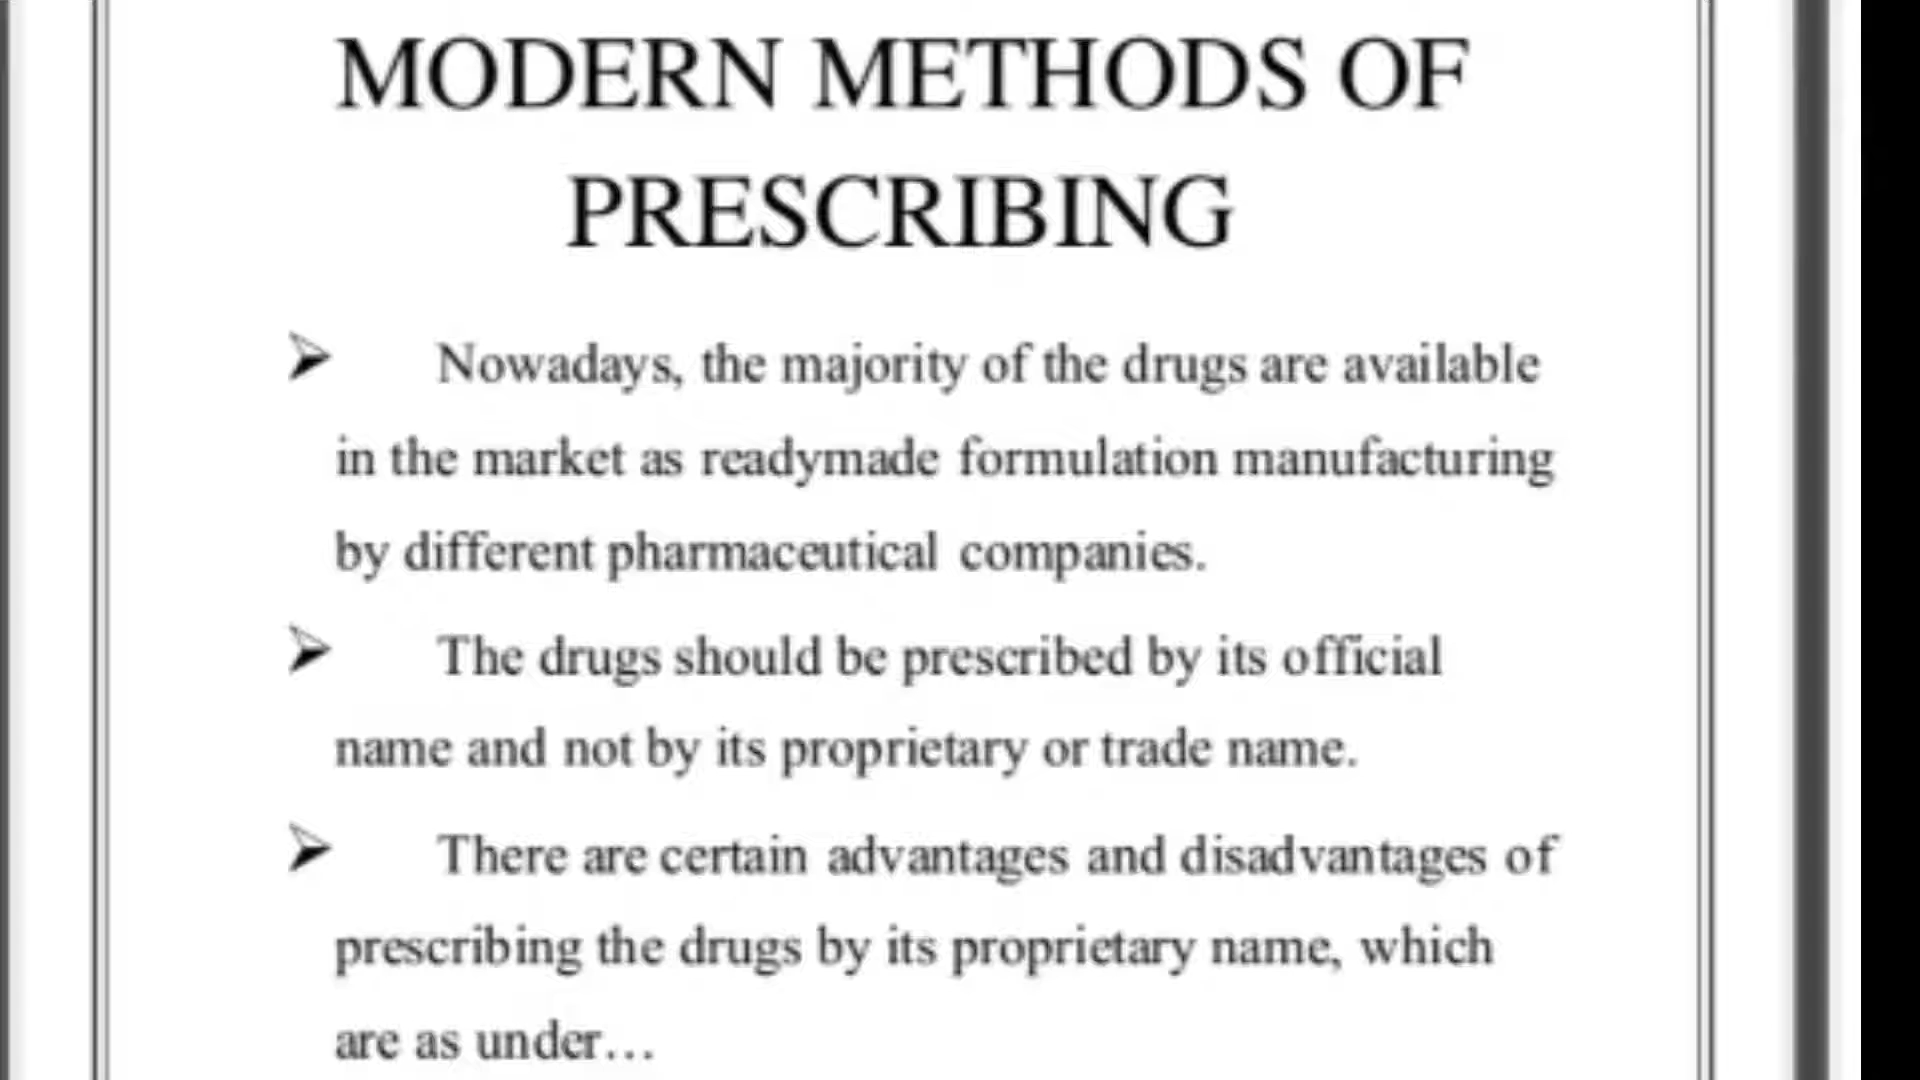 MODERN METHODS OF
PRESCRIBING
➢ Nowadays, the majority of the drugs are available
in the market as readymade formulation manufacturing
by different pharmaceutical companies.
➢ The drugs should be prescribed by its official
name and not by its proprietary or trade name.
➢ There are certain advantages and disadvantages of
prescribing the drugs by its proprietary name, which
are as under...